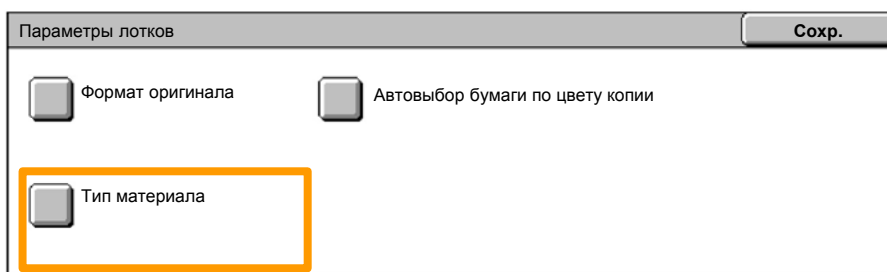 Параметры лотков Сохр.
Формат оригинала Автовыбор бумаги по цвету копии
Тип материала